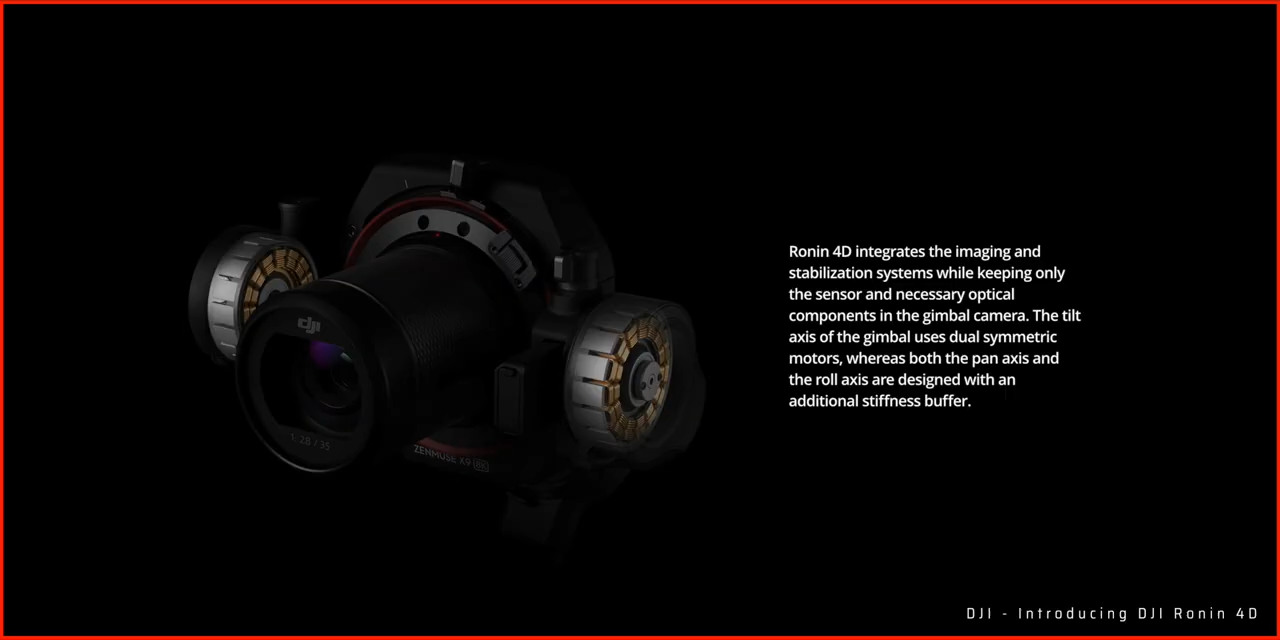 dji
1:2.8 / 35
ZENMUSE X9 8K
Ronin 4D integrates the imaging and
stabilization systems while keeping only
the sensor and necessary optical
components in the gimbal camera. The tilt
axis of the gimbal uses dual symmetric
motors, whereas both the pan axis and
the roll axis are designed with an
additional stiffness buffer.
DJI - Introducing DJI Ronin 4D